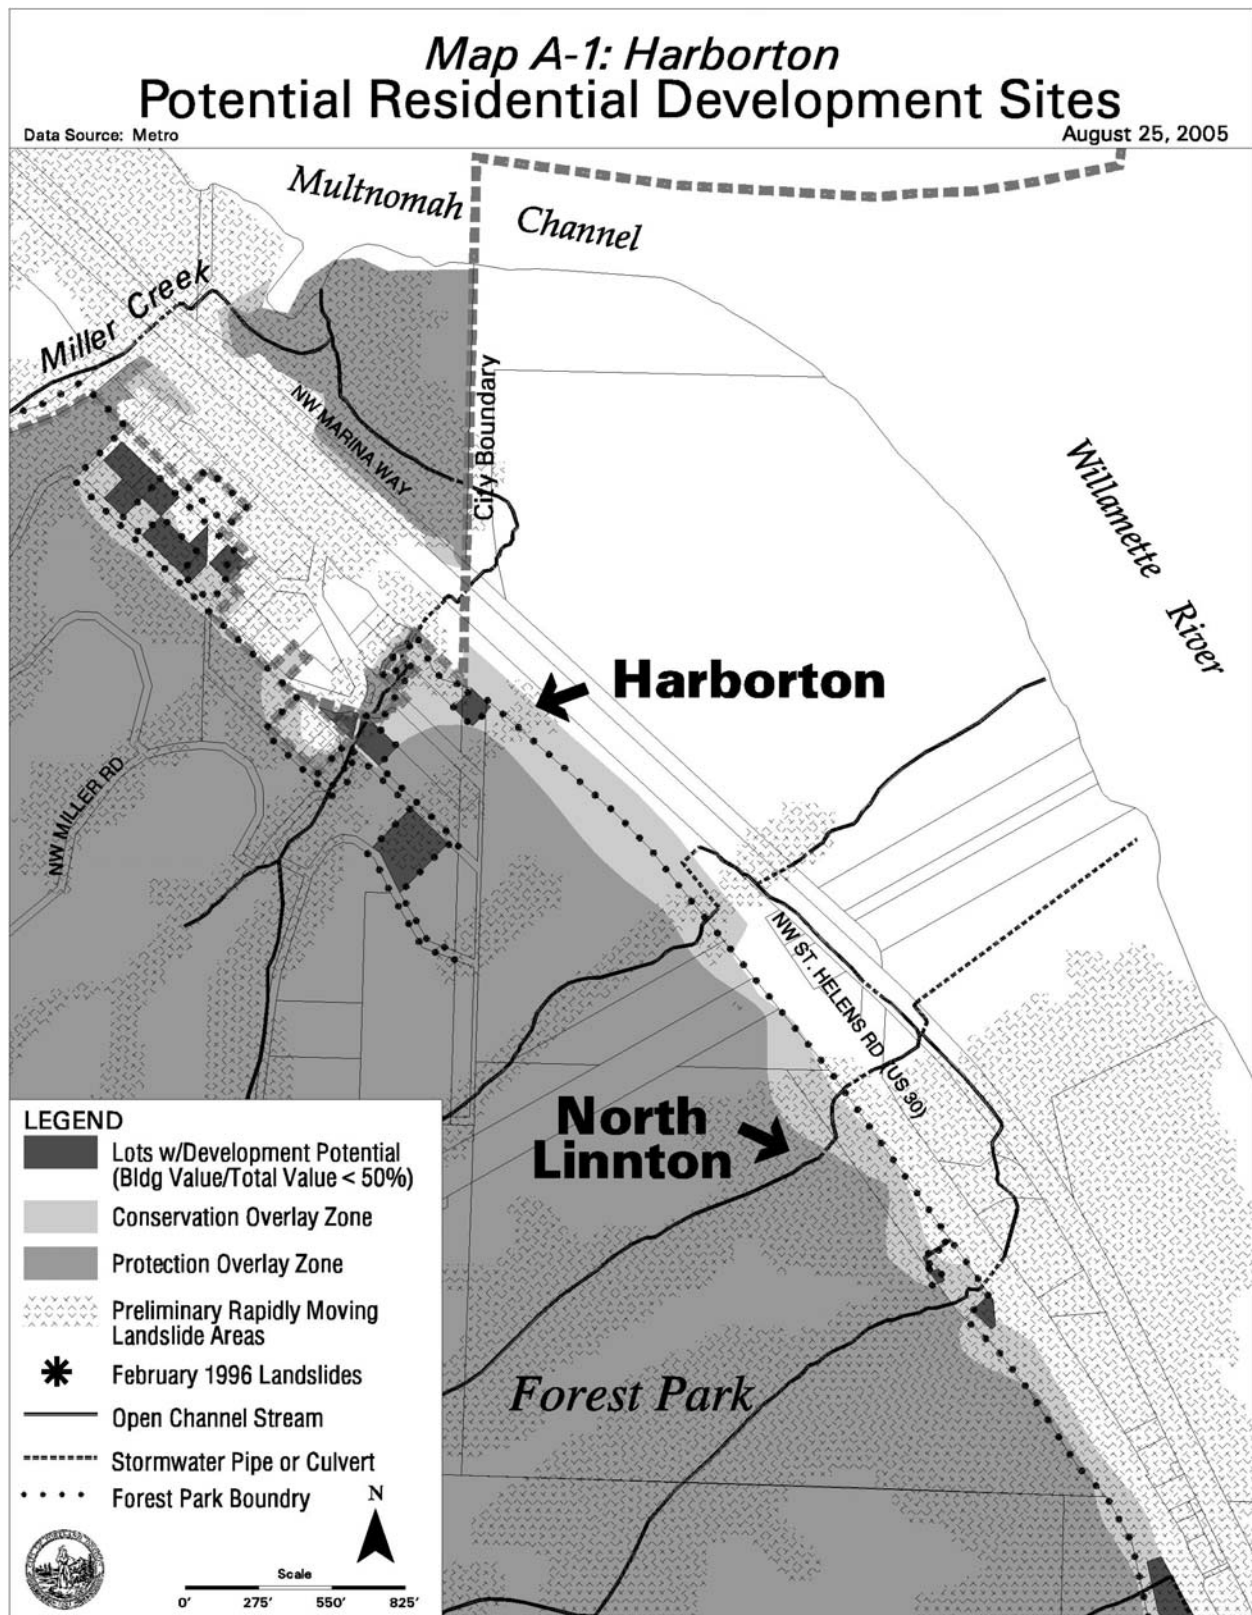 Map A-1: Harborton
Potential Residential Development Sites
Data Source: Metro
August 25, 2005
Multnomah
Channel
Miller Creek
NW MARINA WAY
City Boundary
Willamette
River
Harborton
NW MILLER RD
NW ST. HELENS RD (US 30)
North
Linnton
Forest Park
LEGEND
Lots w/Development Potential
(Bldg Value/Total Value < 50%)
Conservation Overlay Zone
Protection Overlay Zone
Preliminary Rapidly Moving
Landslide Areas
February 1996 Landslides
Open Channel Stream
Stormwater Pipe or Culvert
Forest Park Boundry
N
Scale
0' 275' 550' 825'